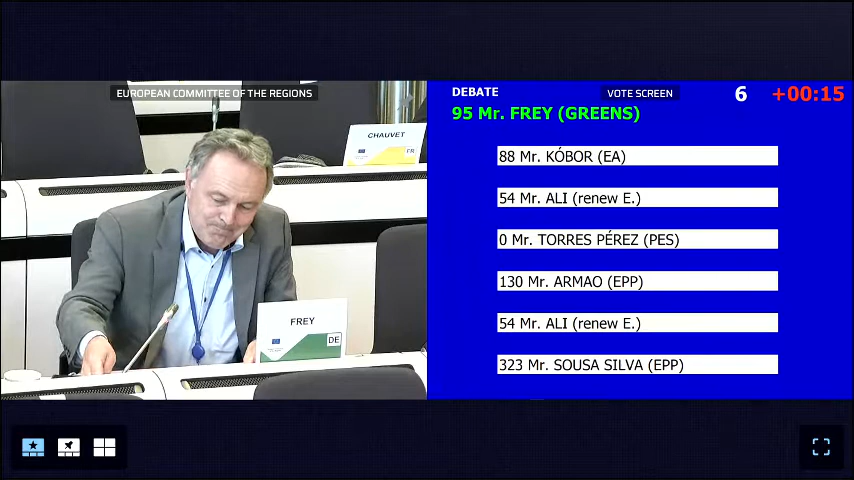 EUROPEAN COMMITTEE OF THE REGIONS
CHAUVET
FR
FREY
DE
DEBATE
VOTE SCREEN
6
+00:15
95 Mr. FREY (GREENS)
88 Mr. KÓBOR (EA)
54 Mr. ALI (renew E.)
0 Mr. TORRES PÉREZ (PES)
130 Mr. ARMAO (EPP)
54 Mr. ALI (renew E.)
323 Mr. SOUSA SILVA (EPP)